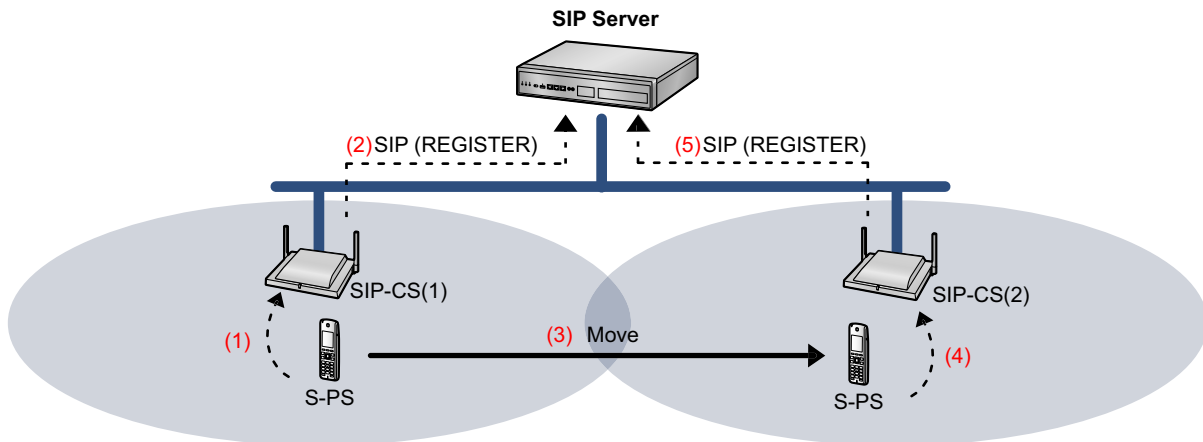 SIP Server
(2) SIP (REGISTER)
(5) SIP (REGISTER)
SIP-CS(1)
SIP-CS(2)
(1)
(3) Move
(4)
S-PS
S-PS